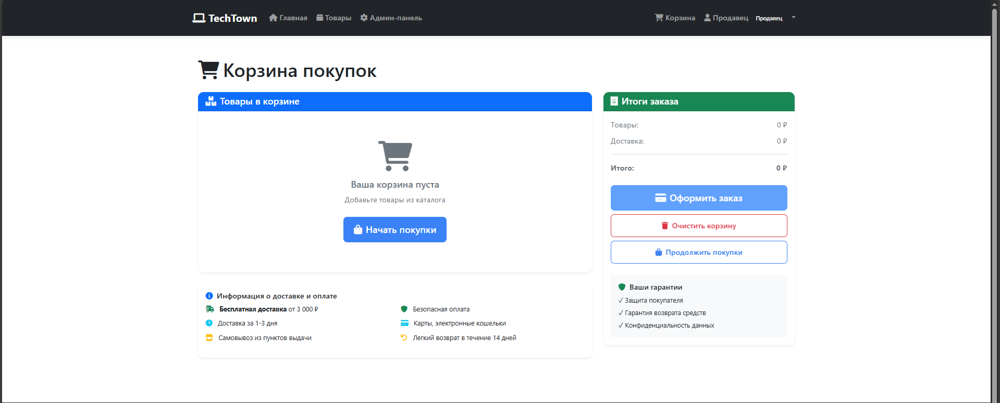 TechTown Главная Товары Админ-панель Корзина Продавец Продавец
Корзина покупок
Товары в корзине
Ваша корзина пуста
Добавьте товары из каталога
Начать покупки
Информация о доставке и оплате
Бесплатная доставка от 3 000 ₽
Доставка за 1-3 дня
Самовывоз из пунктов выдачи
Безопасная оплата
Карты, электронные кошельки
Легкий возврат в течение 14 дней
Итоги заказа
Товары: 0 ₽
Доставка: 0 ₽
Итого: 0 ₽
Оформить заказ
Очистить корзину
Продолжить покупки
Ваши гарантии
✓ Защита покупателя
✓ Гарантия возврата средств
✓ Конфиденциальность данных